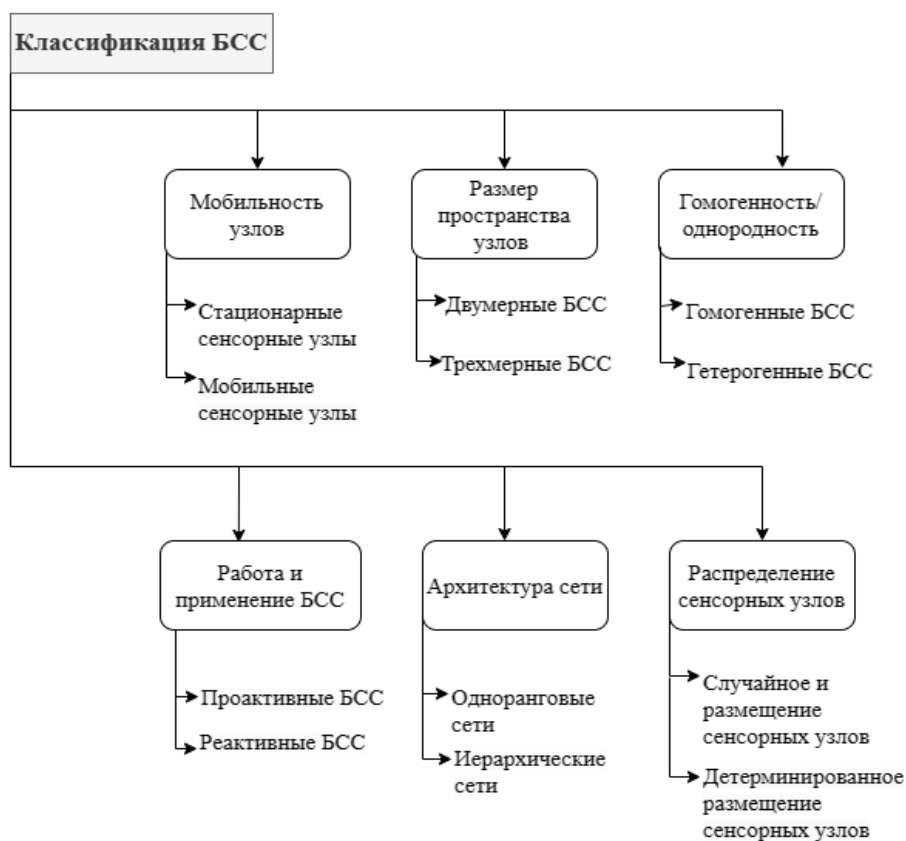 Классификация БСС
Мобильность
узлов
Размер
пространства
узлов
Гомогенность/
однородность
Стационарные
сенсорные узлы
Мобильные
сенсорные узлы
Двумерные БСС
Трехмерные БСС
Гомогенные БСС
Гетерогенные БСС
Работа и
применение БСС
Архитектура сети
Распределение
сенсорных узлов
Проактивные БСС
Реактивные БСС
Одноранговые
сети
Иерархические
сети
Случайное и
размещение
сенсорных узлов
Детерминированное
размещение
сенсорных узлов